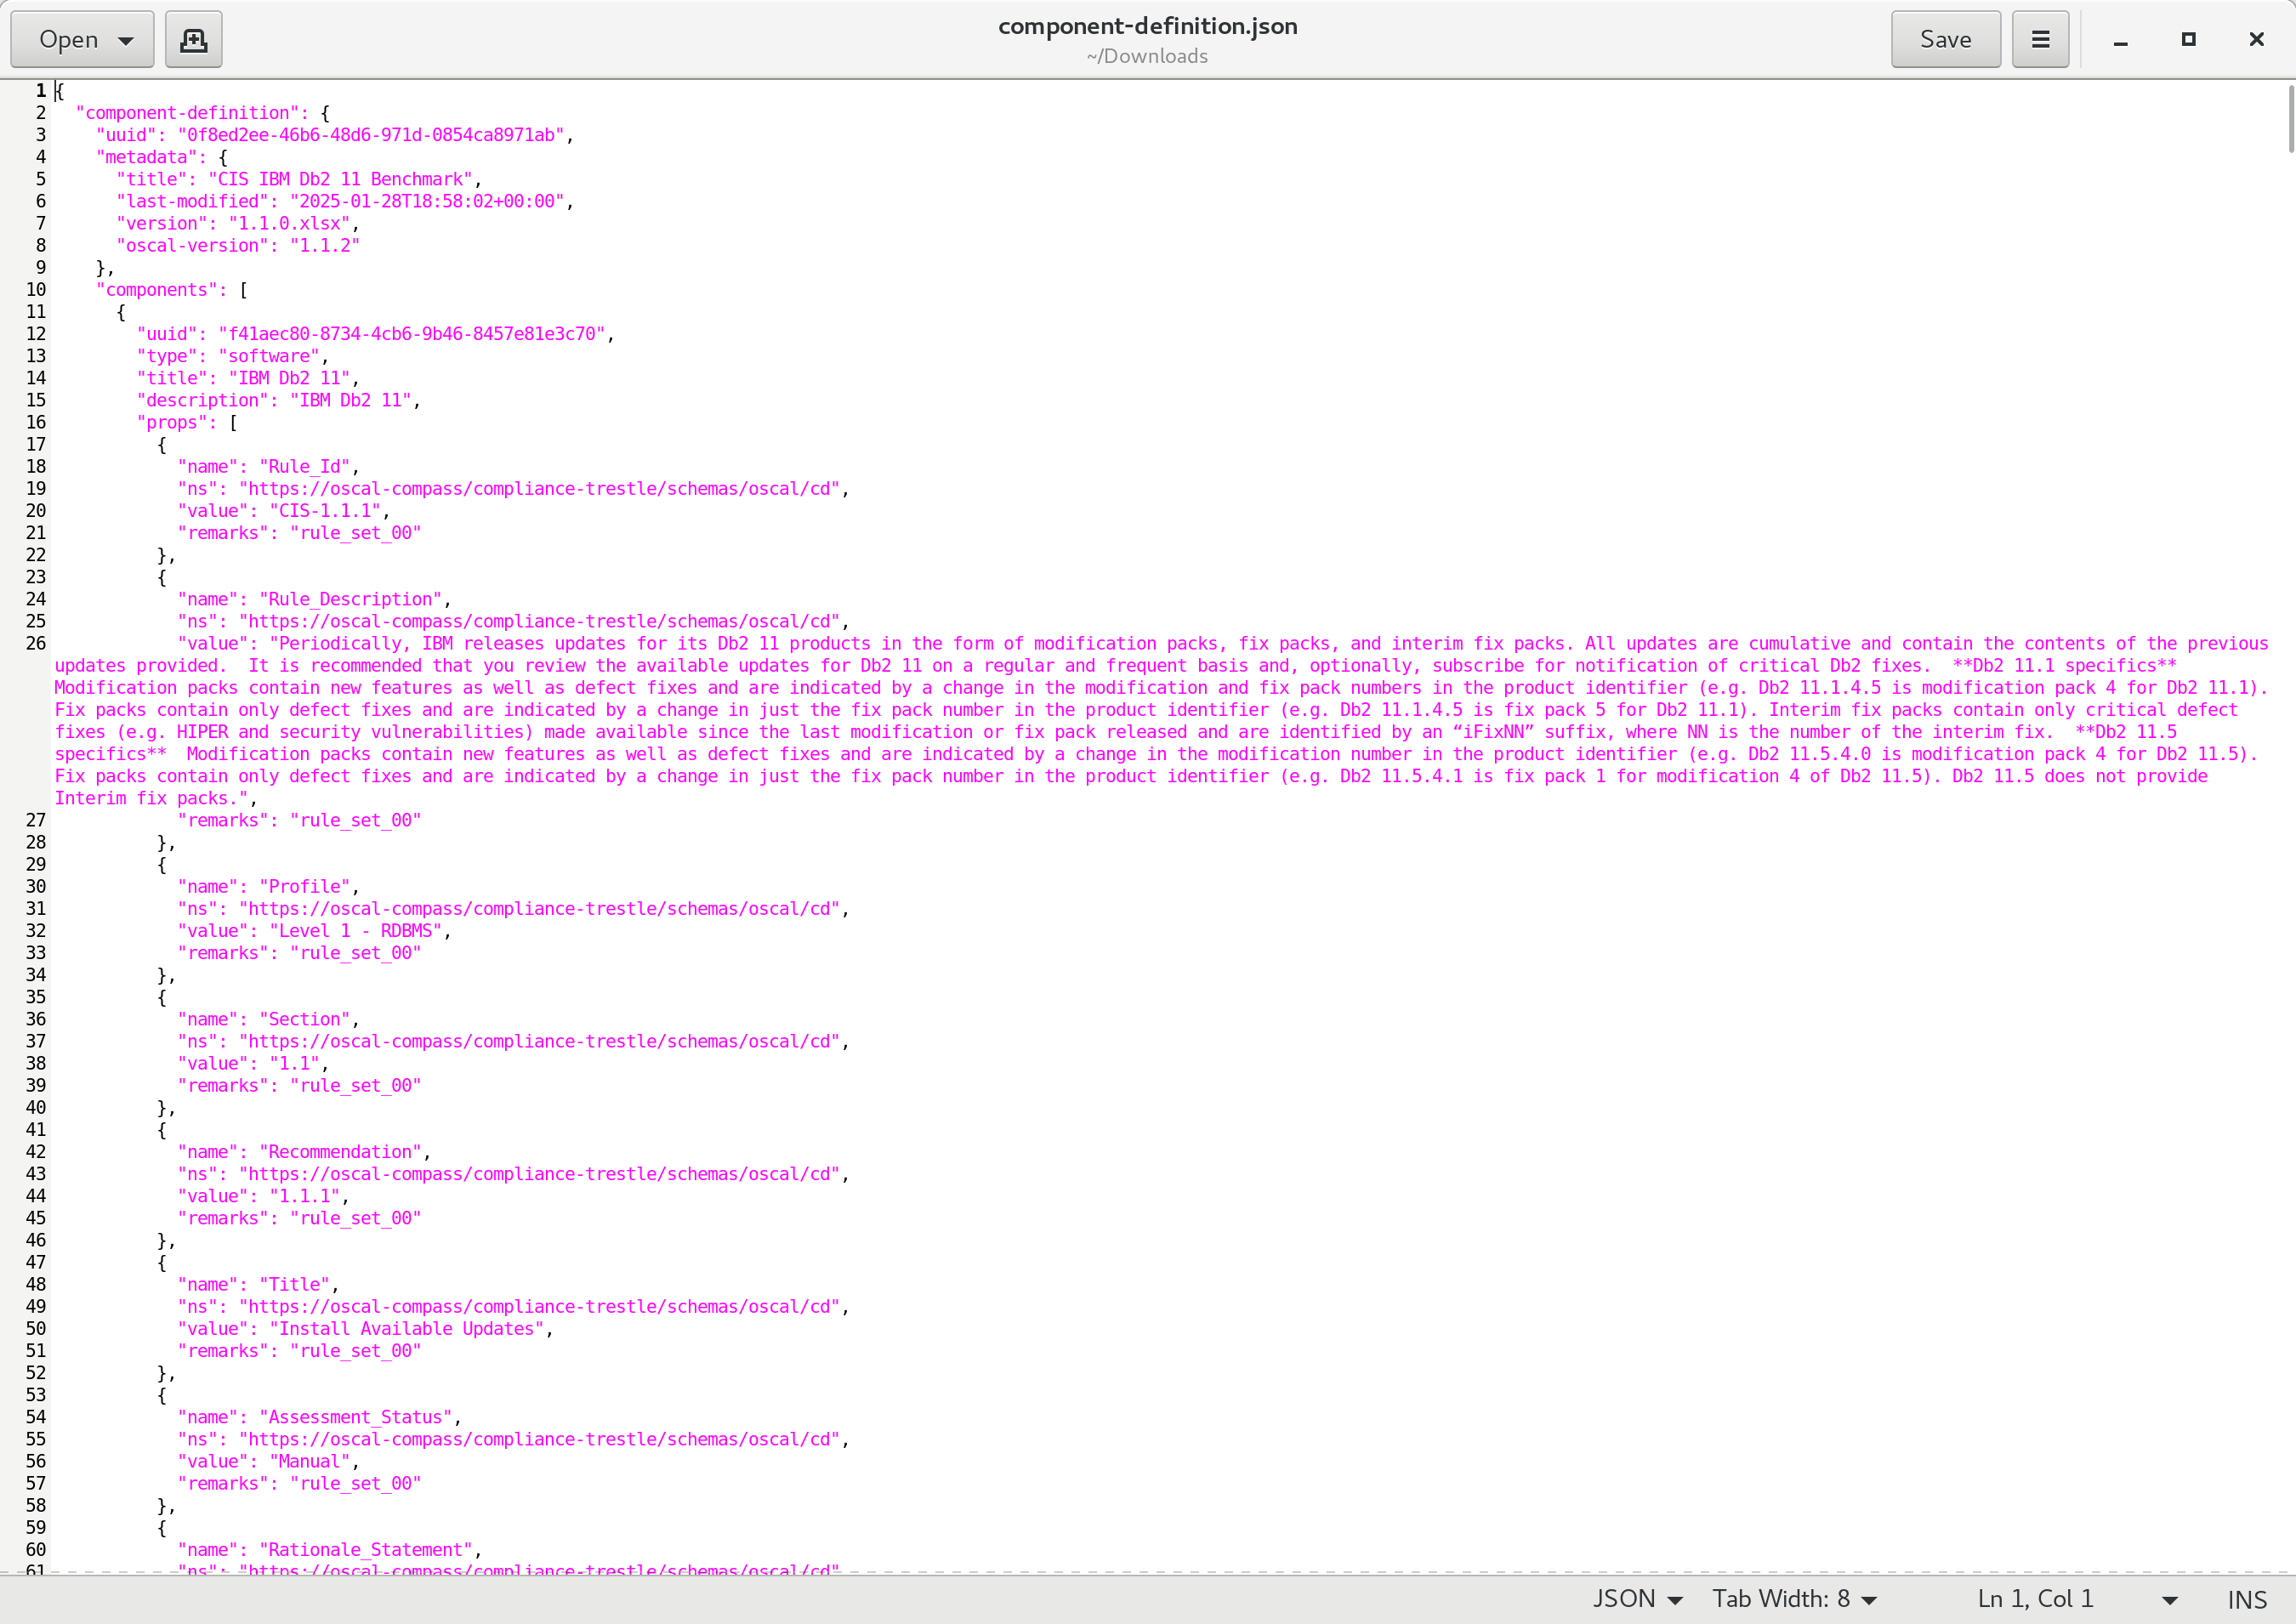 Open
component-definition.json
~/Downloads
Save
1 {
2   "component-definition": {
3     "uuid": "0f8ed2ee-46b6-48d6-971d-0854ca8971ab",
4     "metadata": {
5       "title": "CIS IBM Db2 11 Benchmark",
6       "last-modified": "2025-01-28T18:58:02+00:00",
7       "version": "1.1.0.xlsx",
8       "oscal-version": "1.1.2"
9     },
10     "components": [
11       {
12         "uuid": "f41aec80-8734-4cb6-9b46-8457e81e3c70",
13         "type": "software",
14         "title": "IBM Db2 11",
15         "description": "IBM Db2 11",
16         "props": [
17           {
18             "name": "Rule_Id",
19             "ns": "https://oscal-compass/compliance-trestle/schemas/oscal/cd",
20             "value": "CIS-1.1.1",
21             "remarks": "rule_set_00"
22           },
23           {
24             "name": "Rule_Description",
25             "ns": "https://oscal-compass/compliance-trestle/schemas/oscal/cd",
26             "value": "Periodically, IBM releases updates for its Db2 11 products in the form of modification packs, fix packs, and interim fix packs. All updates are cumulative and contain the contents of the previous
updates provided.  It is recommended that you review the available updates for Db2 11 on a regular and frequent basis and, optionally, subscribe for notification of critical Db2 fixes.  **Db2 11.1 specifics**
Modification packs contain new features as well as defect fixes and are indicated by a change in the modification and fix pack numbers in the product identifier (e.g. Db2 11.1.4.5 is modification pack 4 for Db2 11.1).
Fix packs contain only defect fixes and are indicated by a change in just the fix pack number in the product identifier (e.g. Db2 11.1.4.5 is fix pack 5 for Db2 11.1). Interim fix packs contain only critical defect
fixes (e.g. HIPER and security vulnerabilities) made available since the last modification or fix pack released and are identified by an “iFixNN” suffix, where NN is the number of the interim fix.  **Db2 11.5
specifics**  Modification packs contain new features as well as defect fixes and are indicated by a change in the modification number in the product identifier (e.g. Db2 11.5.4.0 is modification pack 4 for Db2 11.5).
Fix packs contain only defect fixes and are indicated by a change in just the fix pack number in the product identifier (e.g. Db2 11.5.4.1 is fix pack 1 for modification 4 of Db2 11.5). Db2 11.5 does not provide
Interim fix packs.",
27             "remarks": "rule_set_00"
28           },
29           {
30             "name": "Profile",
31             "ns": "https://oscal-compass/compliance-trestle/schemas/oscal/cd",
32             "value": "Level 1 - RDBMS",
33             "remarks": "rule_set_00"
34           },
35           {
36             "name": "Section",
37             "ns": "https://oscal-compass/compliance-trestle/schemas/oscal/cd",
38             "value": "1.1",
39             "remarks": "rule_set_00"
40           },
41           {
42             "name": "Recommendation",
43             "ns": "https://oscal-compass/compliance-trestle/schemas/oscal/cd",
44             "value": "1.1.1",
45             "remarks": "rule_set_00"
46           },
47           {
48             "name": "Title",
49             "ns": "https://oscal-compass/compliance-trestle/schemas/oscal/cd",
50             "value": "Install Available Updates",
51             "remarks": "rule_set_00"
52           },
53           {
54             "name": "Assessment_Status",
55             "ns": "https://oscal-compass/compliance-trestle/schemas/oscal/cd",
56             "value": "Manual",
57             "remarks": "rule_set_00"
58           },
59           {
60             "name": "Rationale_Statement",
61             "ns": "https://oscal-compass/compliance-trestle/schemas/oscal/cd"
JSON Tab Width: 8 Ln 1, Col 1 INS